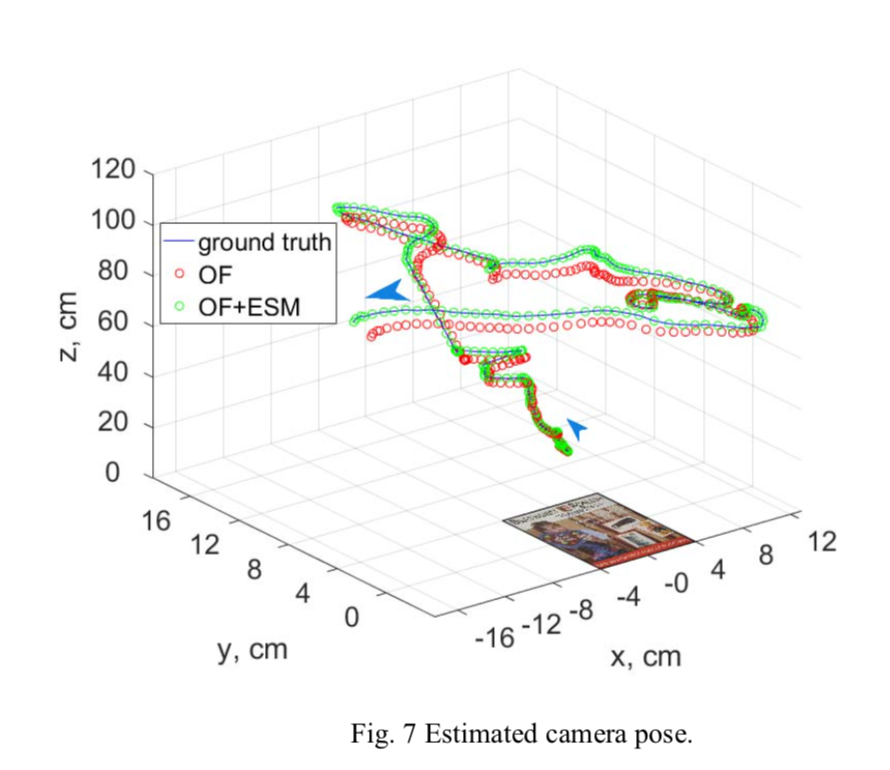 120
100
80
60
40
20
0
z, cm
ground truth
OF
OF+ESM
16
12
8
4
0
y, cm
-16
-12
-8
-4
-0
4
8
12
x, cm
Fig. 7 Estimated camera pose.